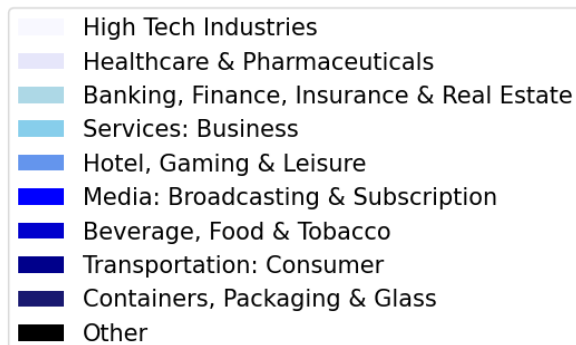 High Tech Industries
Healthcare & Pharmaceuticals
Banking, Finance, Insurance & Real Estate
Services: Business
Hotel, Gaming & Leisure
Media: Broadcasting & Subscription
Beverage, Food & Tobacco
Transportation: Consumer
Containers, Packaging & Glass
Other